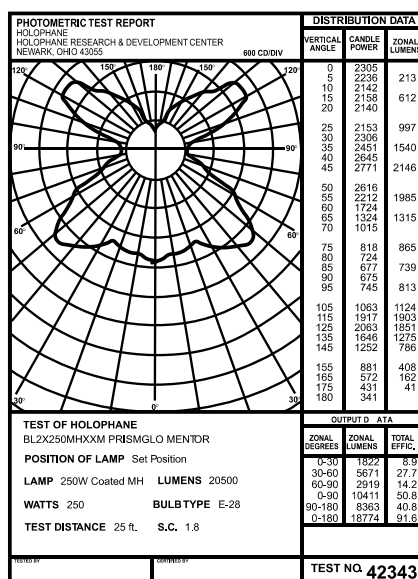 PHOTOMETRIC TEST REPORT
HOLOPHANE
HOLOPHANE RESEARCH & DEVELOPMENT CENTER
NEWARK, OHIO 43055
600 CD/DIV
120° 150° 180° 150° 120°
90° 90°
60° 60°
30° 0° 30°
DISTRIBUTION DATA
VERTICAL ANGLE CANDLE POWER ZONAL LUMENS
0 2305
5 2236 213
10 2142
15 2158 612
20 2140
25 2153 997
30 2306
35 2451 1540
40 2645
45 2771 2146
50 2616
55 2212 1985
60 1724
65 1324 1315
70 1015
75 818 865
80 724
85 677 739
90 675
95 745 813
105 1063 1124
115 1917 1903
125 2063 1851
135 1646 1275
145 1252 786
155 881 408
165 572 162
175 431 41
180 341
OUTPUT D ATA
ZONAL DEGREES ZONAL LUMENS TOTAL EFFIC.
0-30 1822 8.9
30-60 5671 27.7
60-90 2919 14.2
0-90 10411 50.8
90-180 8363 40.8
0-180 18774 91.6
TEST OF HOLOPHANE
BL2X250MHXXM PRISMGLO MENTOR
POSITION OF LAMP Set Position
LAMP 250W Coated MH LUMENS 20500
WATTS 250 BULB TYPE E-28
TEST DISTANCE 25 ft. S.C. 1.8
TESTED BY CERTIFIED BY
TEST NO. 42343